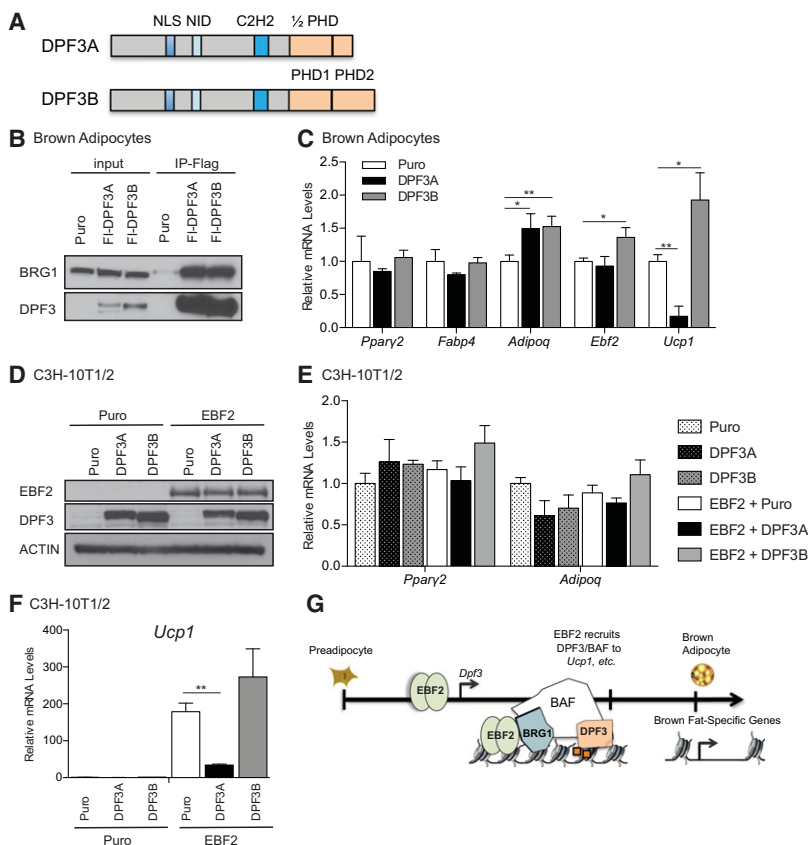 A
NLS NID C2H2 ½ PHD
DPF3A
PHD1 PHD2
DPF3B
B Brown Adipocytes
input IP-Flag
Puro
Fl-DPF3A
Fl-DPF3B
Puro
Fl-DPF3A
Fl-DPF3B
BRG1
DPF3
C Brown Adipocytes
Relative mRNA Levels
2.5
2.0
1.5
1.0
0.5
0.0
Puro
DPF3A
DPF3B
**
*
*
**
*
Pparγ2 Fabp4 Adipoq Ebf2 Ucp1
D C3H-10T1/2
Puro EBF2
Puro
DPF3A
DPF3B
Puro
DPF3A
DPF3B
EBF2
DPF3
ACTIN
E C3H-10T1/2
Relative mRNA Levels
2.0
1.5
1.0
0.5
0.0
Pparγ2 Adipoq
Puro
DPF3A
DPF3B
EBF2 + Puro
EBF2 + DPF3A
EBF2 + DPF3B
F C3H-10T1/2
Ucp1
Relative mRNA Levels
400
300
200
100
0
**
Puro
DPF3A
DPF3B
Puro
DPF3A
DPF3B
Puro EBF2
G
Preadipocyte
EBF2
Dpf3
EBF2 recruits
DPF3/BAF to
Ucp1, etc.
Brown
Adipocyte
BAF
EBF2
BRG1
DPF3
Brown Fat-Specific Genes